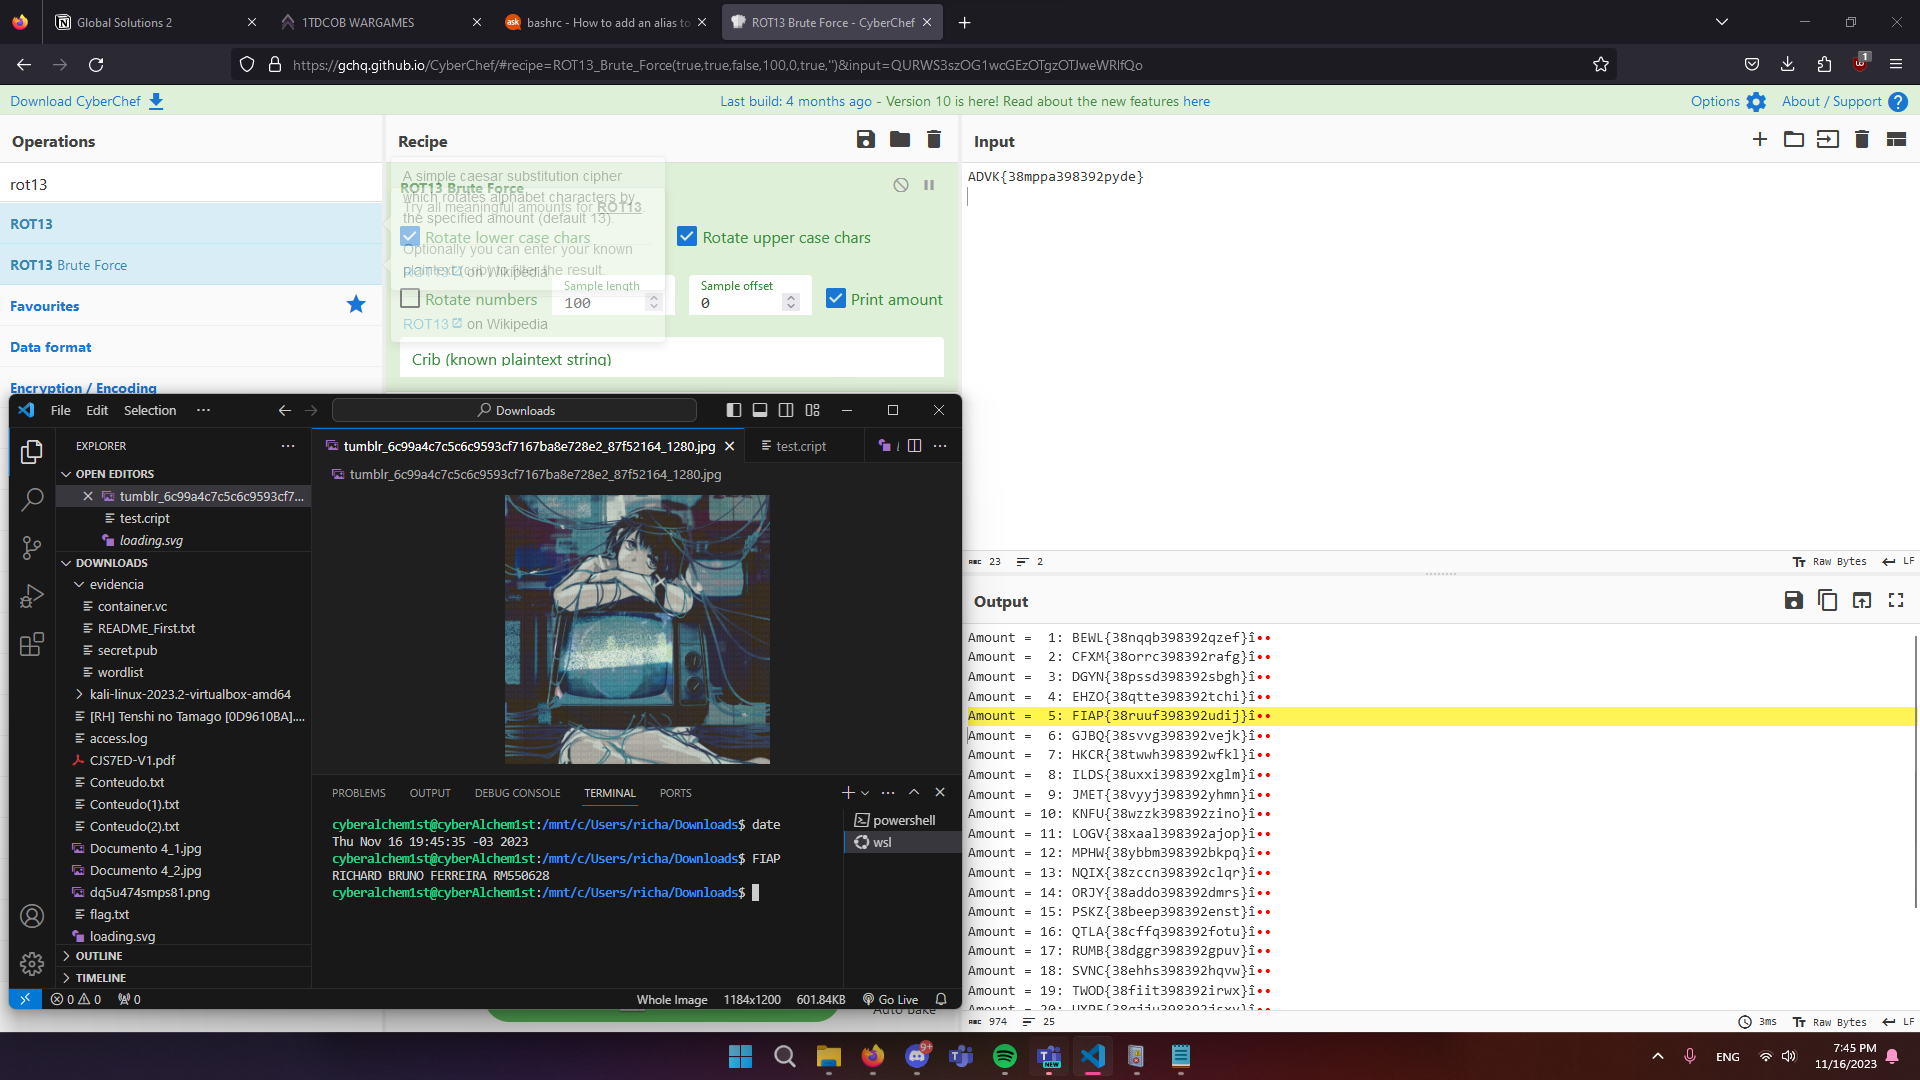 Global Solutions 2
1TDCOB WARGAMES
bashrc - How to add an alias to
ROT13 Brute Force - CyberChef
https://gchq.github.io/CyberChef/#recipe=ROT13_Brute_Force(true,true,false,100,0,true,'')&input=QURWS3szOG1wcGEzOTgzOTJweWRlfQo
Download CyberChef
Last build: 4 months ago - Version 10 is here! Read about the new features here
Options
About / Support
Operations
rot13
ROT13
ROT13 Brute Force
Favourites
Data format
Encryption / Encoding
Recipe
ROT13 Brute Force
A simple caesar substitution cipher
which rotates alphabet characters by
the specified amount (default 13).
Try all meaningful amounts for ROT13.
Optionally you can enter your known
plaintext (crib) to filter the result.
ROT13 on Wikipedia
ROT13 on Wikipedia
Rotate lower case chars
Rotate upper case chars
Rotate numbers
Sample length
100
Sample offset
0
Print amount
Crib (known plaintext string)
Input
ADVK{38mppa398392pyde}
23
2
Raw Bytes
LF
Output
Amount = 1: BEWL{38nqqb398392qzef}î
Amount = 2: CFXM{38orrc398392rafg}î
Amount = 3: DGYN{38pssd398392sbgh}î
Amount = 4: EHZO{38qtte398392tchi}î
Amount = 5: FIAP{38ruuf398392udij}î
Amount = 6: GJBQ{38svvg398392vejk}î
Amount = 7: HKCR{38twwh398392wfkl}î
Amount = 8: ILDS{38uxxi398392xglm}î
Amount = 9: JMET{38vyyj398392yhmn}î
Amount = 10: KNFU{38wzzk398392zino}î
Amount = 11: LOGV{38xaal398392ajop}î
Amount = 12: MPHW{38ybbm398392bkpq}î
Amount = 13: NQIX{38zccn398392clqr}î
Amount = 14: ORJY{38addo398392dmrs}î
Amount = 15: PSKZ{38beep398392enst}î
Amount = 16: QTLA{38cffq398392fotu}î
Amount = 17: RUMB{38dggr398392gpuv}î
Amount = 18: SVNC{38ehhs398392hqvw}î
Amount = 19: TWOD{38fiit398392irwx}î
974
25
3ms
Raw Bytes
LF
File
Edit
Selection
Downloads
EXPLORER
OPEN EDITORS
tumblr_6c99a4c7c5c6c9593cf7...
test.cript
loading.svg
DOWNLOADS
evidencia
container.vc
README_First.txt
secret.pub
wordlist
kali-linux-2023.2-virtualbox-amd64
[RH] Tenshi no Tamago [0D9610BA]....
access.log
CJS7ED-V1.pdf
Conteudo.txt
Conteudo(1).txt
Conteudo(2).txt
Documento 4_1.jpg
Documento 4_2.jpg
dq5u474smps81.png
flag.txt
loading.svg
OUTLINE
TIMELINE
tumblr_6c99a4c7c5c6c9593cf7167ba8e728e2_87f52164_1280.jpg
test.cript
tumblr_6c99a4c7c5c6c9593cf7167ba8e728e2_87f52164_1280.jpg
PROBLEMS
OUTPUT
DEBUG CONSOLE
TERMINAL
PORTS
cyberalchem1st@cyberAlchem1st:/mnt/c/Users/richa/Downloads$ date
Thu Nov 16 19:45:35 -03 2023
cyberalchem1st@cyberAlchem1st:/mnt/c/Users/richa/Downloads$ FIAP
RICHARD BRUNO FERREIRA RM550628
cyberalchem1st@cyberAlchem1st:/mnt/c/Users/richa/Downloads$
powershell
wsl
0
0
0
Whole Image
1184x1200
601.84KB
Go Live
Auto Bake
9+
NEW
ENG
7:45 PM
11/16/2023